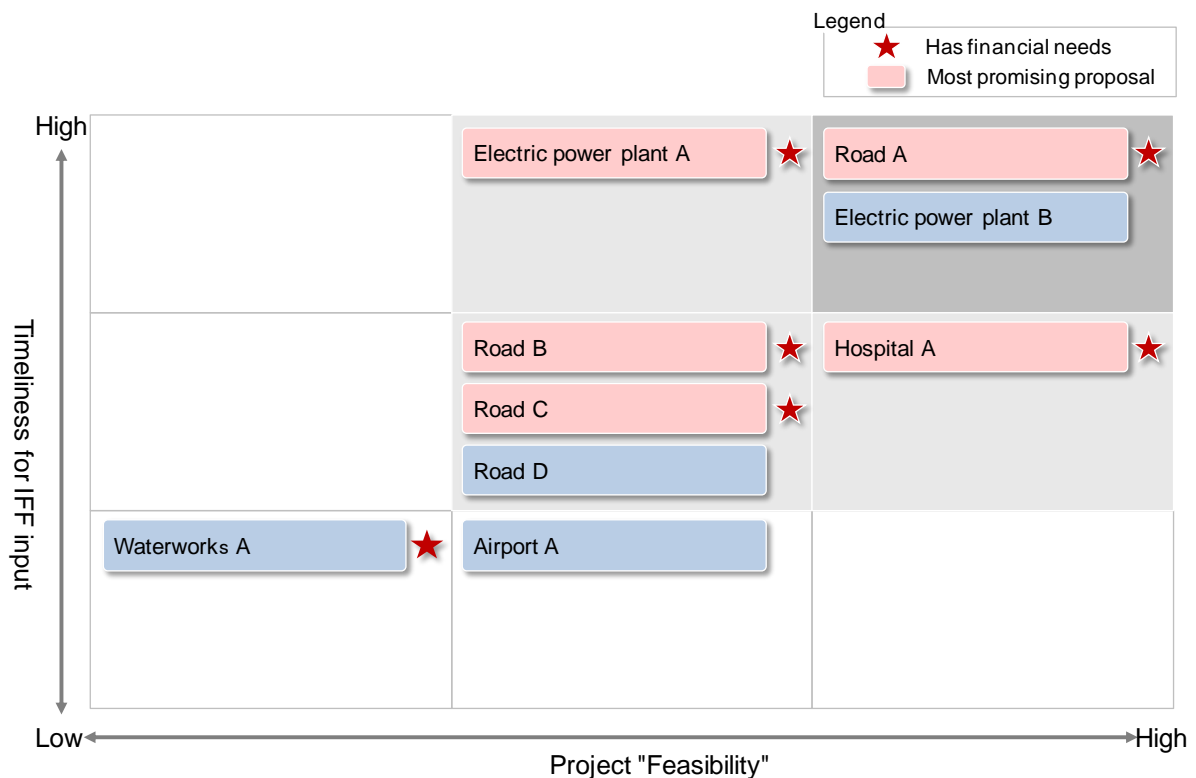 Legend
Has financial needs
Most promising proposal
High
Electric power plant A
Road A
Electric power plant B
Timeliness for IFF input
Road B
Hospital A
Road C
Road D
Waterworks A
Airport A
Low
High
Project "Feasibility"